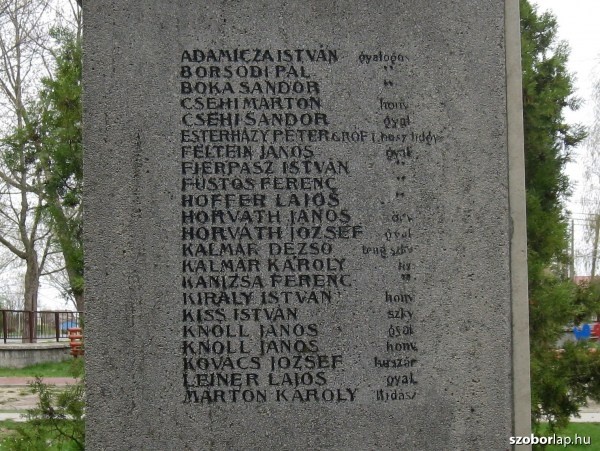 ADAMICZA ISTVÁN gyalogos
BORSODI PÁL "
BOKA SÁNDOR "
CSEHI MÁRTON honv
CSEHI SÁNDOR gyal
ESTERHÁZY PÉTER GRÓF
FELTEIN JÁNOS gyal
FJERPASZ ISTVÁN "
FÜSTÖS FERENC "
HOFFER LAJOS "
HORVÁTH JÁNOS
HORVÁTH JÓZSEF gyal
KALMÁR DEZSŐ
KALMÁR KÁROLY
KANIZSA FERENC "
KIRÁLY ISTVÁN honv
KISS ISTVÁN szkv
KNOLL JÁNOS gyal
KNOLL JÁNOS honv
KOVÁCS JÓZSEF huszár
LEINER LAJOS gyal
MÁRTON KÁROLY hidász
szoborlap.hu